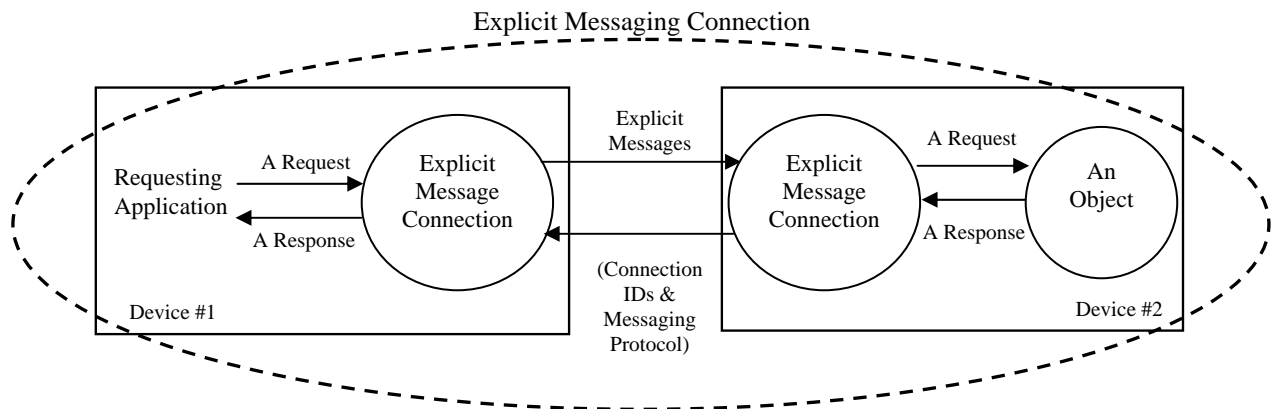 Explicit Messaging Connection
Requesting
Application
A Request
A Response
Explicit
Message
Connection
Device #1
Explicit
Messages
(Connection
IDs &
Messaging
Protocol)
Explicit
Message
Connection
A Request
A Response
An
Object
Device #2